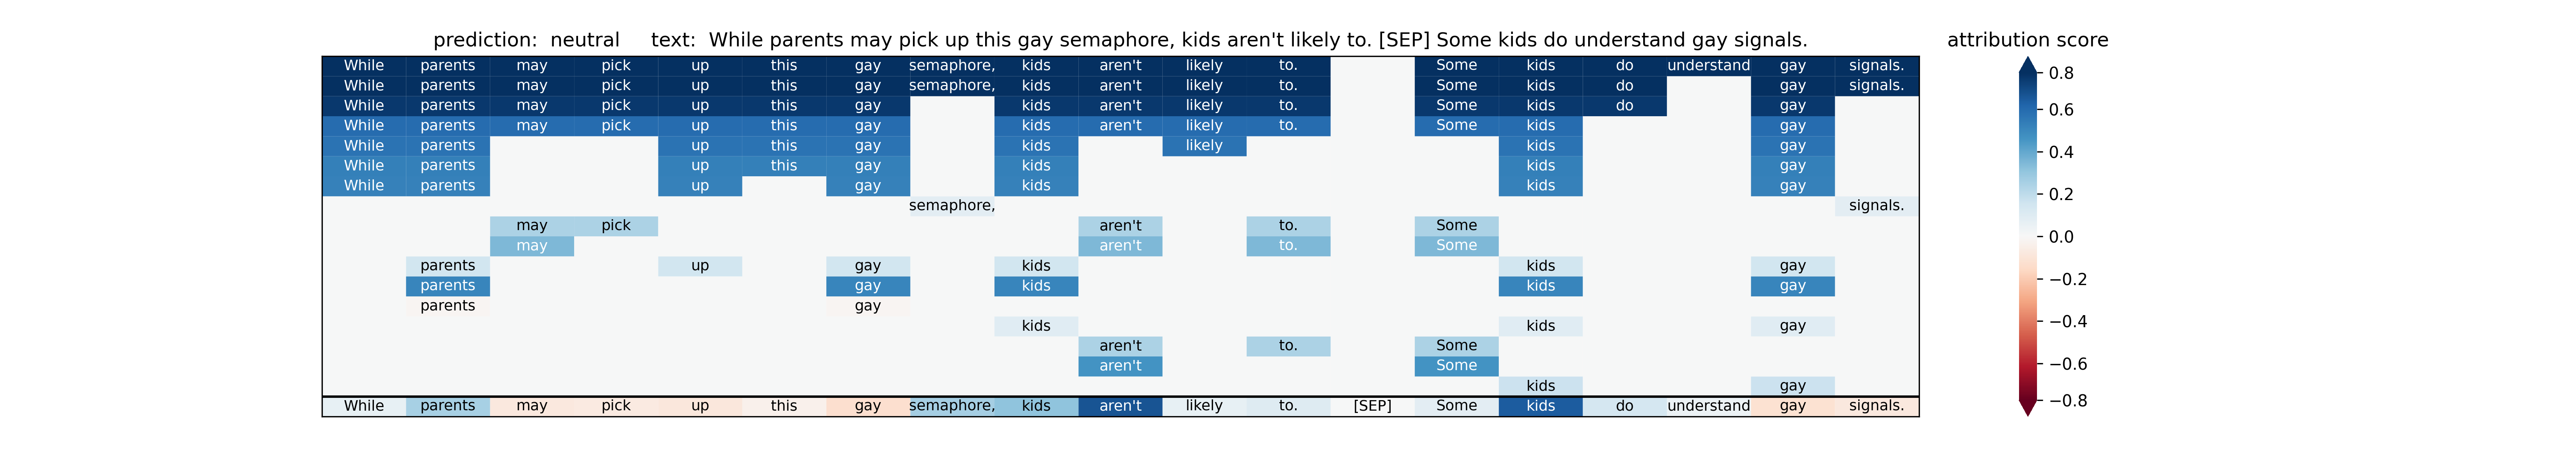 prediction: neutral text: While parents may pick up this gay semaphore, kids aren't likely to. [SEP] Some kids do understand gay signals.
attribution score
While parents may pick up this gay semaphore, kids aren't likely to. Some kids do understand gay signals.
While parents may pick up this gay semaphore, kids aren't likely to. Some kids do gay signals.
While parents may pick up this gay kids aren't likely to. Some kids do gay
While parents may pick up this gay kids aren't likely to. Some kids gay
While parents up this gay kids likely kids gay
While parents up this gay kids kids gay
While parents up gay kids kids gay
semaphore, signals.
may pick aren't to. Some
may aren't to. Some
parents up gay kids kids gay
parents gay kids kids gay
parents gay
kids kids gay
aren't to. Some
aren't Some
kids gay
While parents may pick up this gay semaphore, kids aren't likely to. [SEP] Some kids do understand gay signals.
0.8
0.6
0.4
0.2
0.0
−0.2
−0.4
−0.6
−0.8